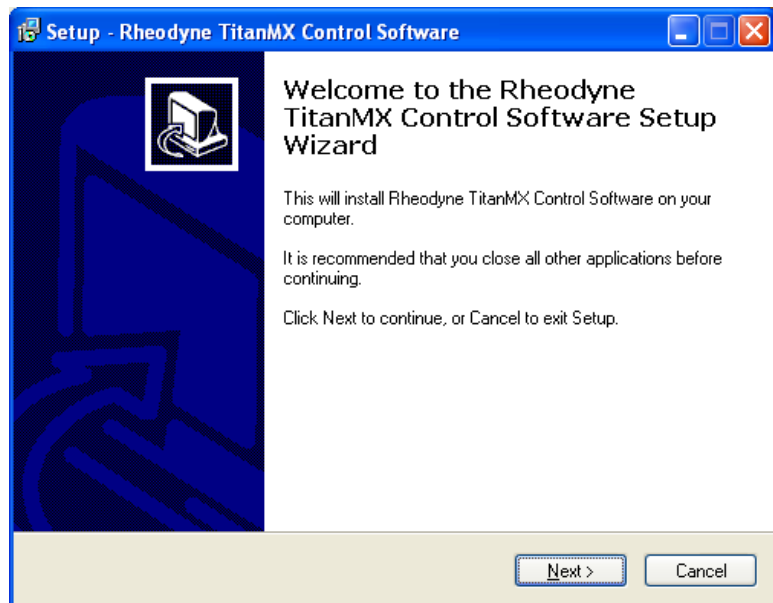 Setup - Rheodyne TitanMX Control Software
Welcome to the Rheodyne
TitanMX Control Software Setup
Wizard
This will install Rheodyne TitanMX Control Software on your
computer.
It is recommended that you close all other applications before
continuing.
Click Next to continue, or Cancel to exit Setup.
Next >
Cancel